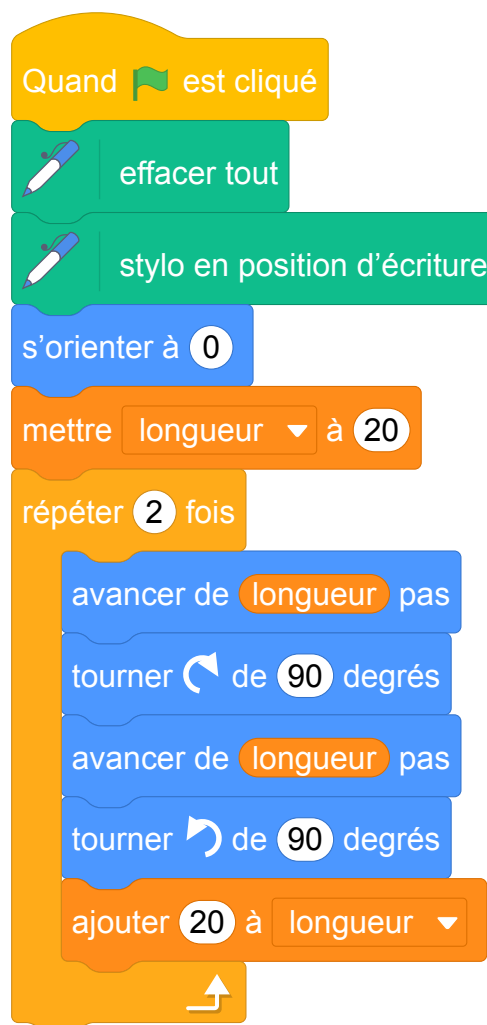 Quand est cliqué
effacer tout
stylo en position d’écriture
s’orienter à 0
mettre longueur à 20
répéter 2 fois
avancer de longueur pas
tourner de 90 degrés
avancer de longueur pas
tourner de 90 degrés
ajouter 20 à longueur